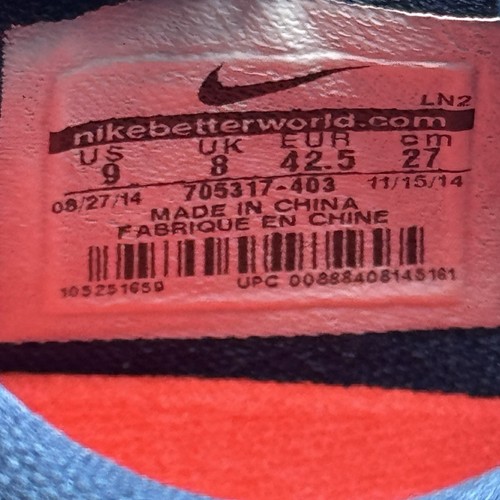 LN2
nikebetterworld.com
US UK EUR cm
9 8 42.5 27
08/27/14 705317-403 11/15/14
MADE IN CHINA
FABRIQUE EN CHINE
105251659 UPC 00888408145161